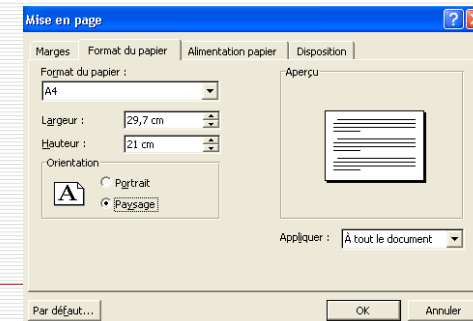 Mise en page
Marges Format du papier Alimentation papier Disposition
Format du papier :
A4
Largeur : 29,7 cm
Hauteur : 21 cm
Orientation
A
Portrait
Paysage
Aperçu
Appliquer : À tout le document
Par défaut... OK Annuler